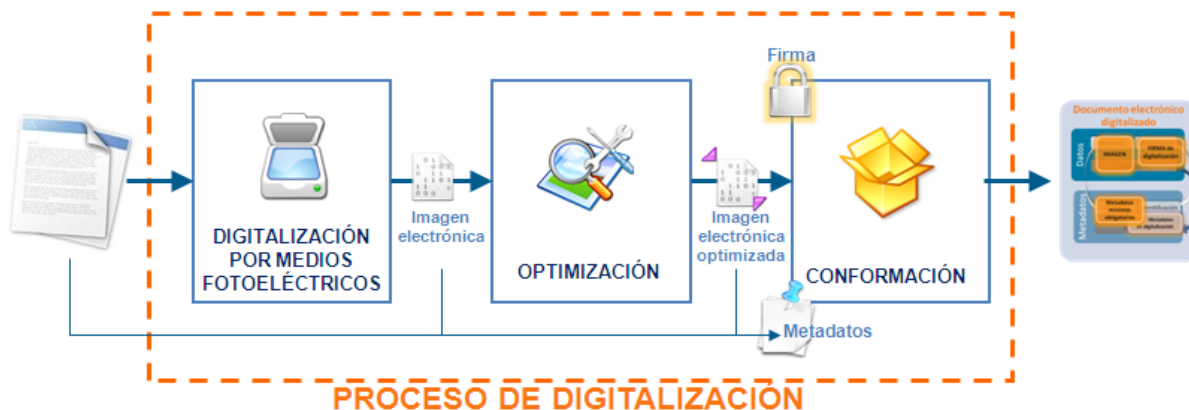 Firma
Documento electrónico
digitalizado
Datos
IMAGEN
FIRMA de
digitalización
Metadatos
Metadatos
mínimos
obligatorios
Metadatos
de digitalización
Imagen
electrónica
Imagen
electrónica
optimizada
DIGITALIZACIÓN
POR MEDIOS
FOTOELÉCTRICOS
OPTIMIZACIÓN
CONFORMACIÓN
Metadatos
PROCESO DE DIGITALIZACIÓN